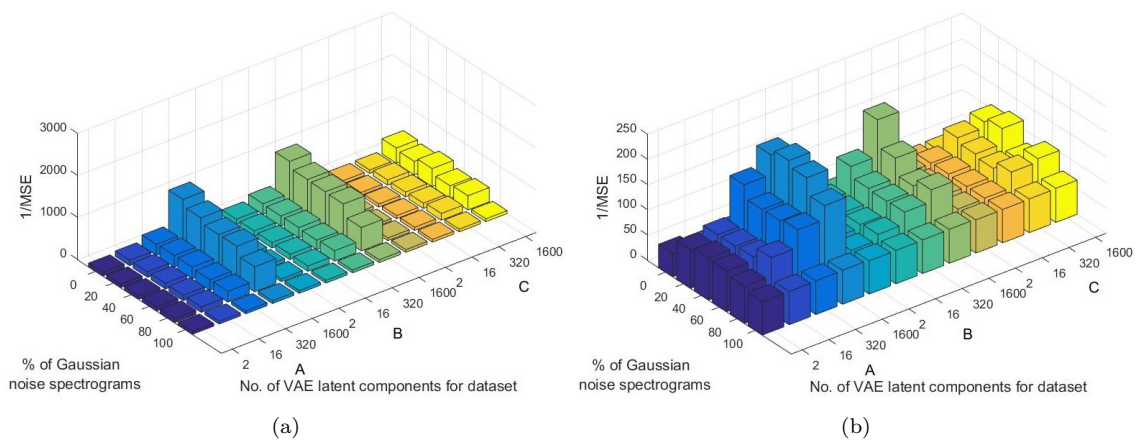 3000
2000
1000
0
1/MSE
0
20
40
60
80
100
% of Gaussian
noise spectrograms
2
16
320
1600
2
16
320
1600
2
16
320
1600
A
B
C
No. of VAE latent components for dataset
(a)
250
200
150
100
50
0
1/MSE
0
20
40
60
80
100
% of Gaussian
noise spectrograms
2
16
320
1600
2
16
320
1600
2
16
320
1600
A
B
C
No. of VAE latent components for dataset
(b)